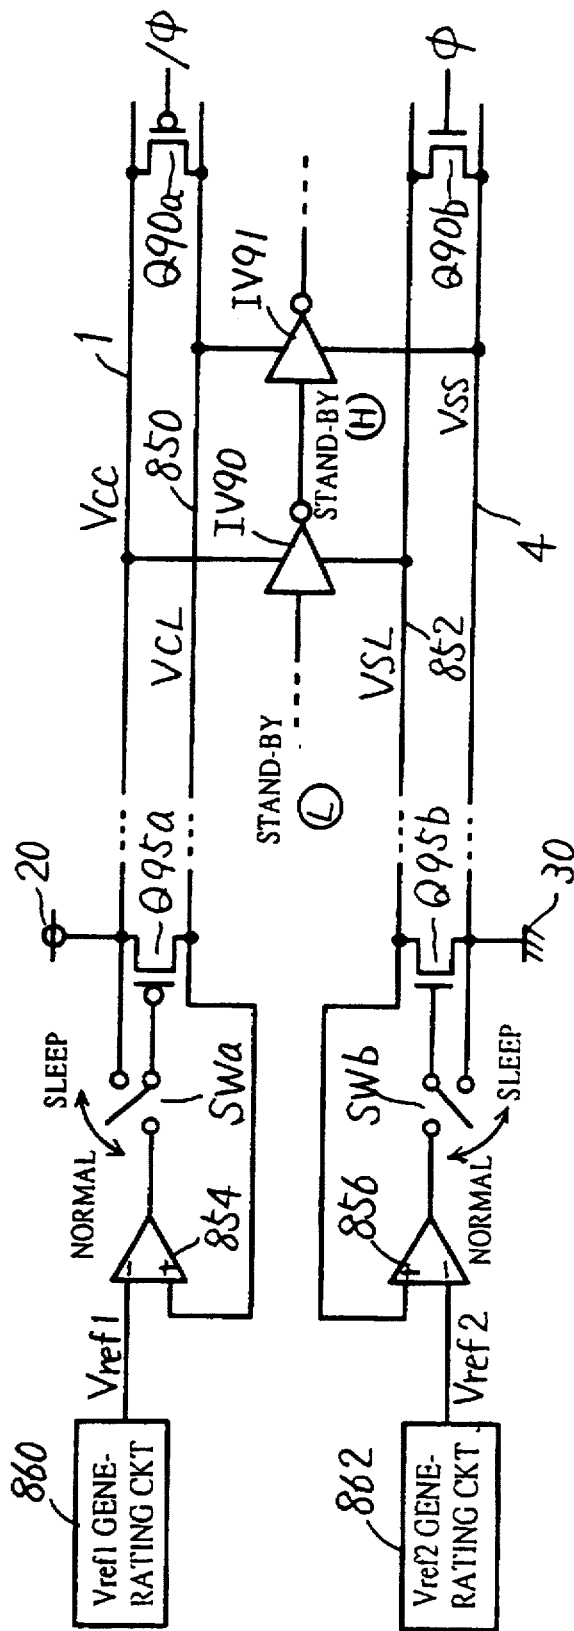 860
Vref1 GENE-
RATING CKT
Vref1
854
NORMAL
SLEEP
SWa
20
Q95a
Vcc
1
VCL
850
Q90a
/Φ
STAND-BY
L
IV90
STAND-BY
H
IV91
862
Vref2 GENE-
RATING CKT
Vref2
856
NORMAL
SLEEP
SWb
Q95b
30
VSL
852
Vss
4
Q90b
Φ